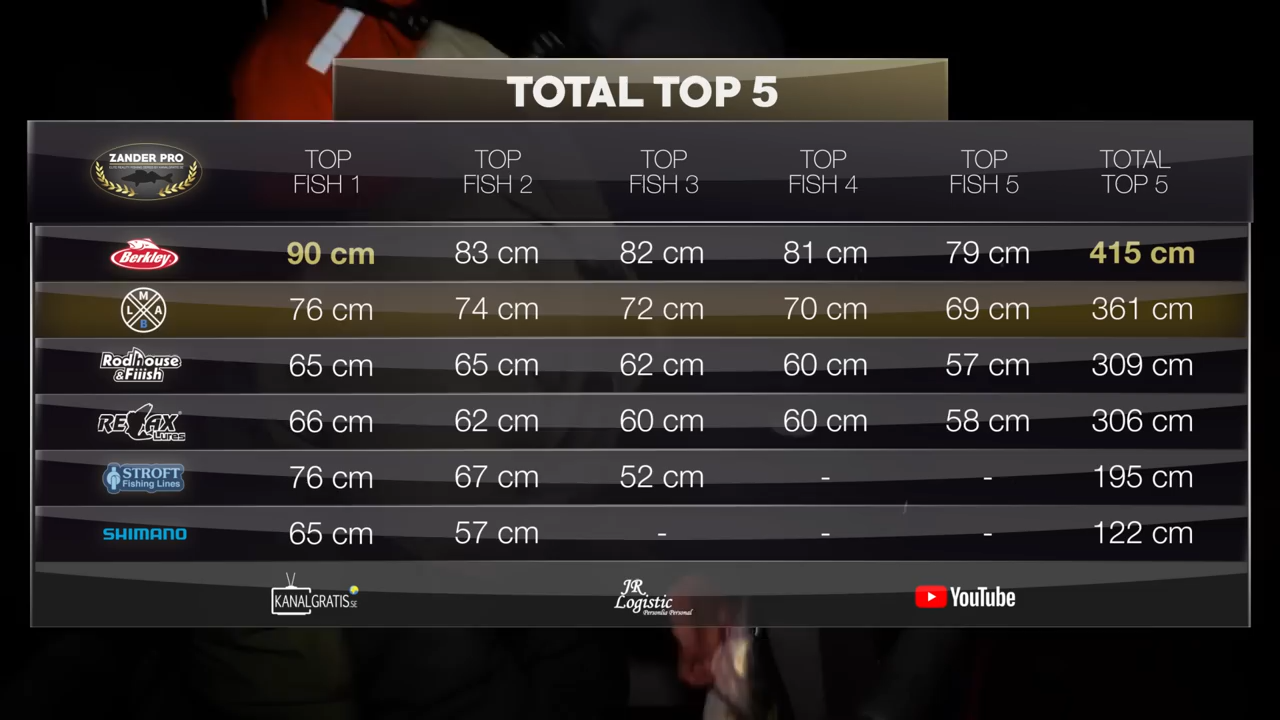 TOTAL TOP 5
ZANDER PRO
TOP FISH 1
TOP FISH 2
TOP FISH 3
TOP FISH 4
TOP FISH 5
TOTAL TOP 5
Berkley 90 cm 83 cm 82 cm 81 cm 79 cm 415 cm
LMAB 76 cm 74 cm 72 cm 70 cm 69 cm 361 cm
Rodhouse &Fiiish 65 cm 65 cm 62 cm 60 cm 57 cm 309 cm
RELAX Lures 66 cm 62 cm 60 cm 60 cm 58 cm 306 cm
STROFT Fishing Lines 76 cm 67 cm 52 cm - - 195 cm
SHIMANO 65 cm 57 cm - - - 122 cm
KANALGRATIS.SE JR Logistic Personlig Personal YouTube